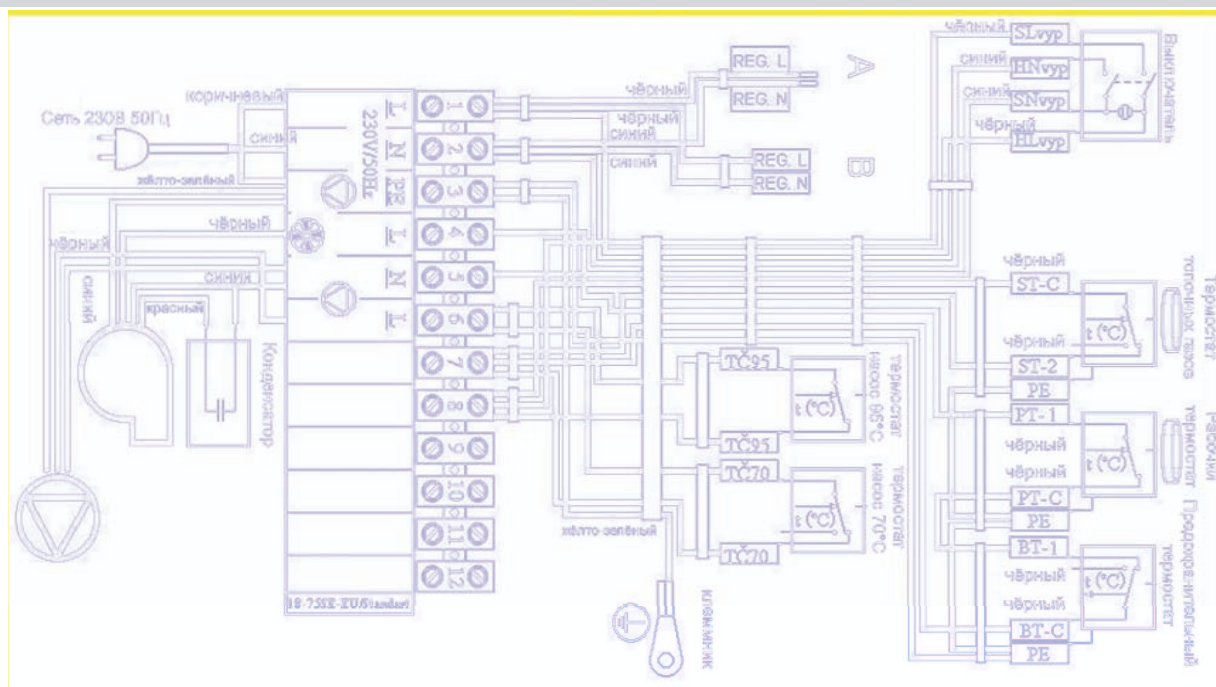 Сеть 230В 50Гц
коричневый
синий
жёлто-зелёный
чёрный
чёрный
синий
синий
красный
Конденсатор
230V/50Hz
L
N
PE
L
N
L
1
2
3
4
5
6
7
8
9
10
11
12
чёрный
чёрный
синий
синий
REG. L
REG. N
A
REG. L
REG. N
B
чёрный
SLvyp
синий
HNvyp
синий
SNvyp
чёрный
HLvyp
Выключатель
чёрный
ST-C
t (°C)
чёрный
ST-2
PE
термостат
топочных газов
PT-1
чёрный
t (°C)
чёрный
PT-C
PE
термостат
BT-1
чёрный
t (°C)
чёрный
BT-C
PE
Предохранительный
термостат
TČ95
t (°C)
TČ95
термостат
насос 95°C
TČ70
t (°C)
TČ70
термостат
насос 70°C
жёлто-зелёный
клеммник